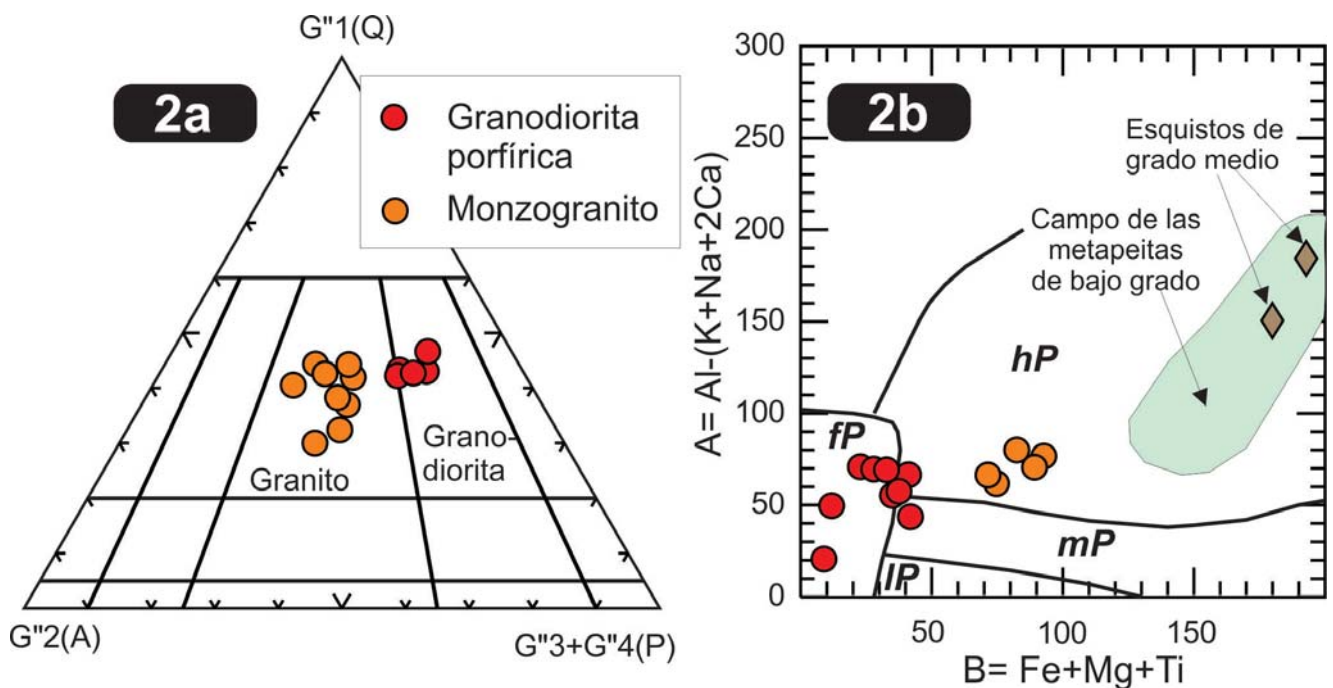 G"1(Q)
2a
Granodiorita
porfírica
Monzogranito
Grano-
diorita
Granito
G"2(A)
G"3+G"4(P)
2b
300
250
200
150
100
50
0
A= Al-(K+Na+2Ca)
Esquistos de
grado medio
Campo de las
metapeitas
de bajo grado
hP
fP
mP
lP
50
100
150
B= Fe+Mg+Ti